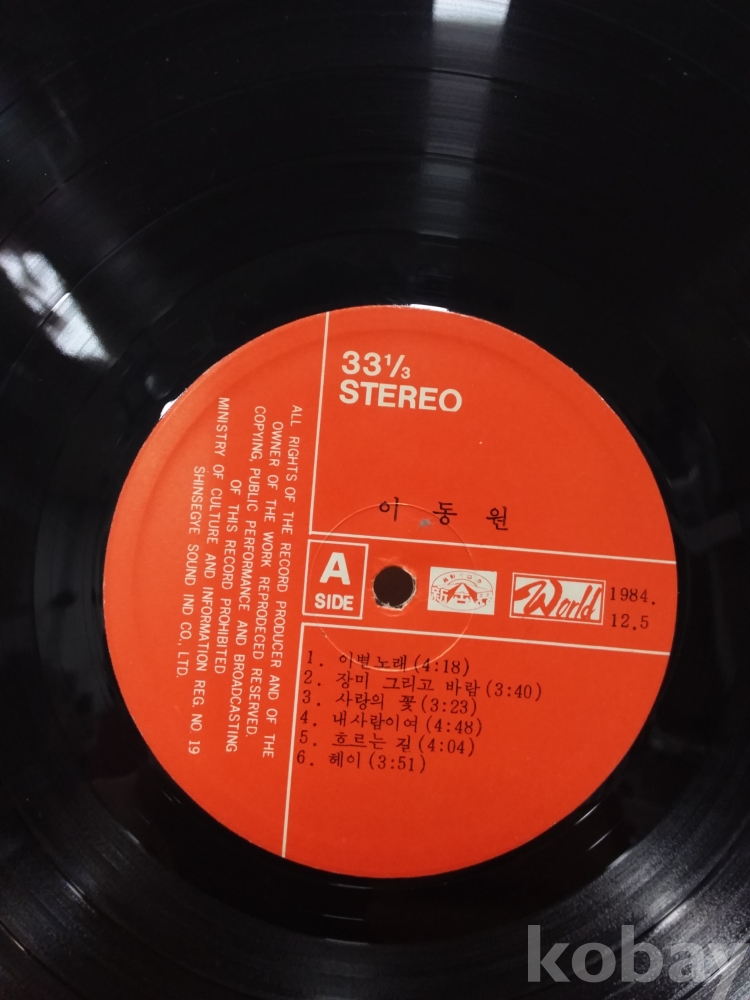 33 1/3
STEREO
이 동 원
A
SIDE
World
1984.
12.5
1. 이별노래(4:18)
2. 장미 그리고 바람(3:40)
3. 사랑의 꽃(3:23)
4. 내사람이여(4:48)
5. 흐르는 길(4:04)
6. 헤이(3:51)
ALL RIGHTS OF THE RECORD PRODUCER AND OF THE
OWNER OF THE WORK REPRODECED RESERVED.
COPYING, PUBLIC PERFORMANCE AND BROADCASTING
OF THIS RECORD PROHIBITED
MINISTRY OF CULTURE AND INFORMATION REG. NO. 19
SHINSEGYE SOUND IND CO., LTD.
kobay